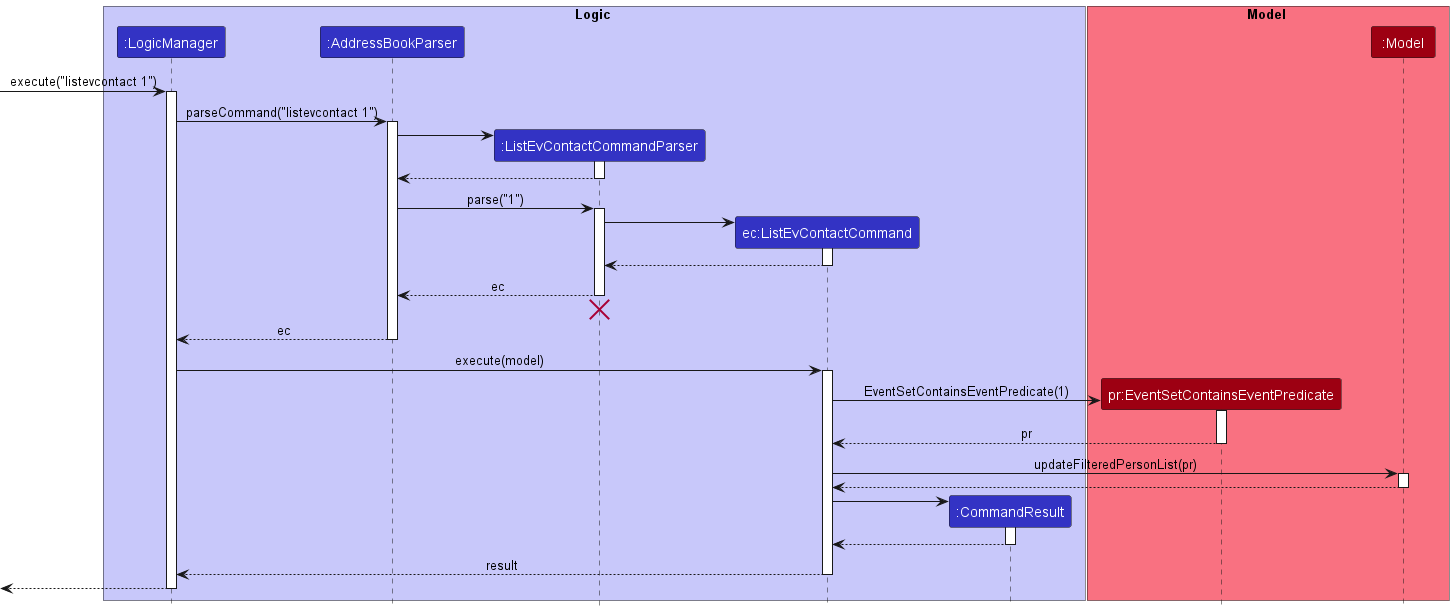 Logic
Model
:LogicManager
:AddressBookParser
:Model
execute("listevcontact 1")
parseCommand("listevcontact 1")
:ListEvContactCommandParser
parse("1")
ec:ListEvContactCommand
ec
ec
execute(model)
EventSetContainsEventPredicate(1)
pr:EventSetContainsEventPredicate
pr
updateFilteredPersonList(pr)
:CommandResult
result